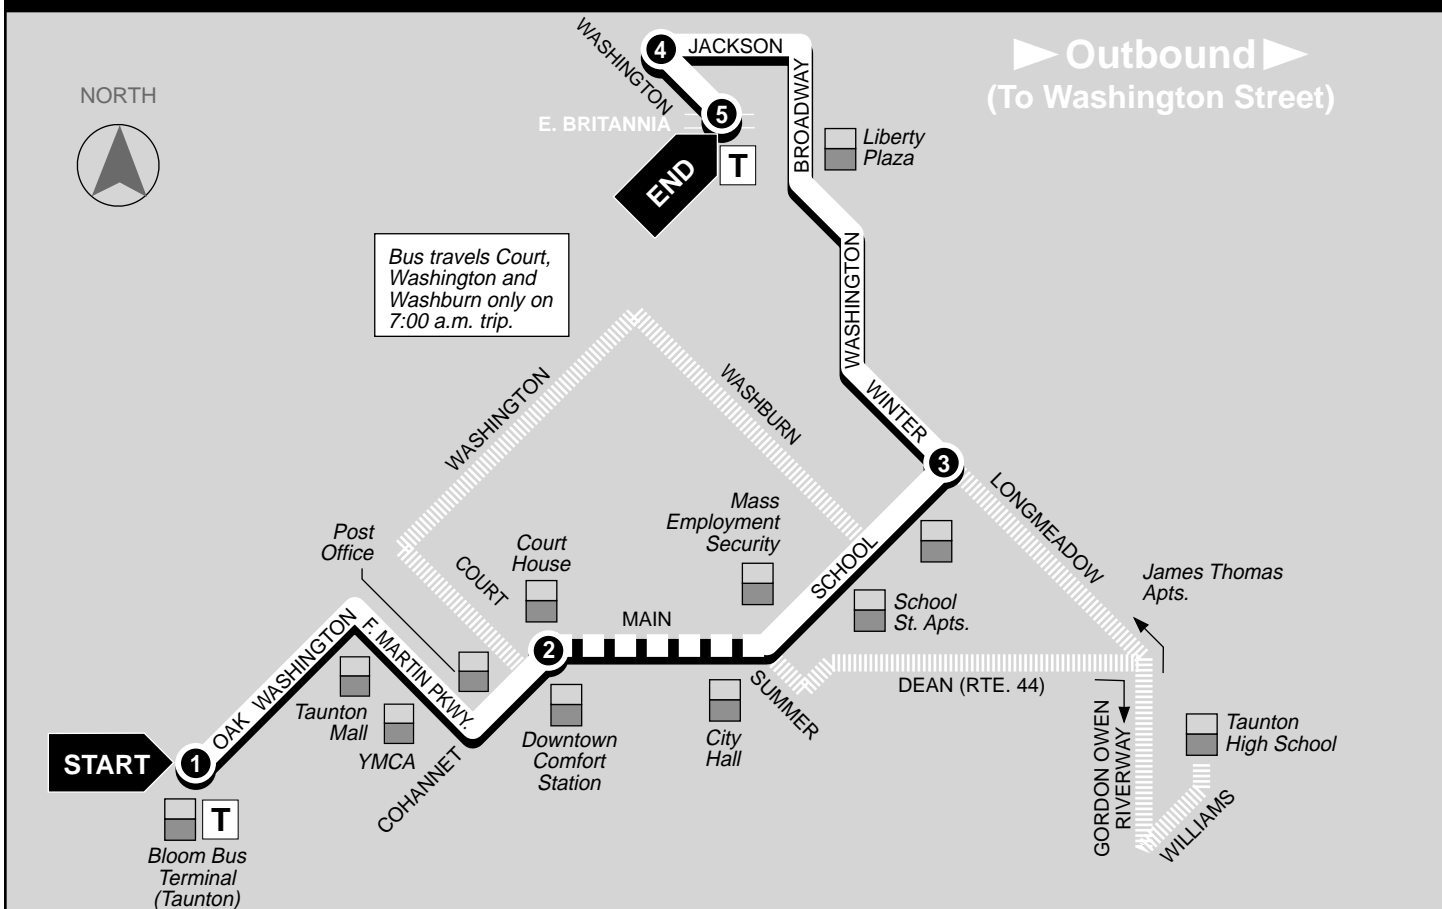 Outbound
(To Washington Street)
NORTH
WASHINGTON
4
JACKSON
5
E. BRITANNIA
T
END
BROADWAY
Liberty
Plaza
Bus travels Court,
Washington and
Washburn only on
7:00 a.m. trip.
WASHINGTON
WINTER
3
WASHINGTON
WASHBURN
LONGMEADOW
Mass
Employment
Security
SCHOOL
School
St. Apts.
James Thomas
Apts.
Post
Office
COURT
Court
House
2
MAIN
SUMMER
DEAN (RTE. 44)
GORDON OWEN
RIVERWAY
Taunton
High School
WILLIAMS
City
Hall
Downtown
Comfort
Station
F. MARTIN PKWY.
COHANNET
Taunton
Mall
YMCA
WASHINGTON
OAK
START
1
T
Bloom Bus
Terminal
(Taunton)